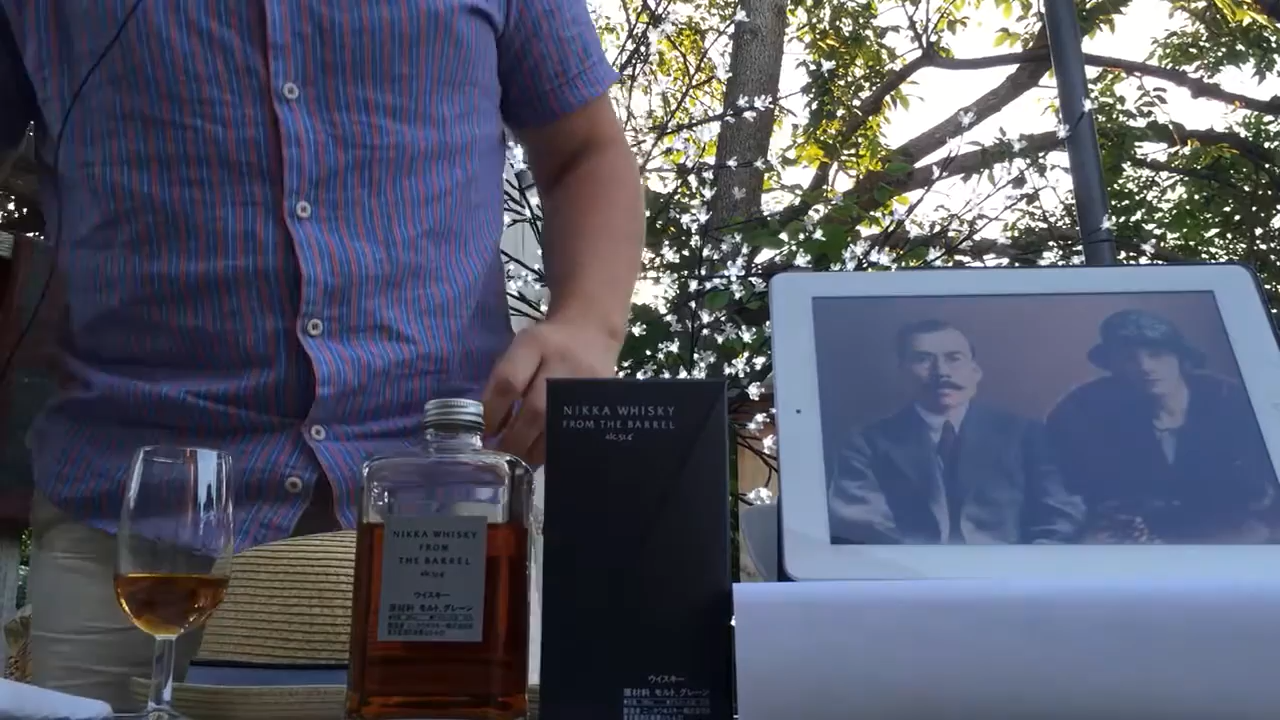 NIKKA WHISKY
FROM
THE BARREL
alc.51.4°
ウイスキー
原材料 モルト、グレーン
NIKKA WHISKY
FROM THE BARREL
alc.51.4°
ウイスキー
原材料 モルト、グレーン